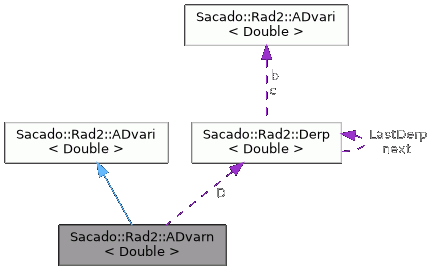 Sacado::Rad2::ADvari
< Double >
b
c
Sacado::Rad2::ADvari
< Double >
Sacado::Rad2::Derp
< Double >
LastDerp
next
D
Sacado::Rad2::ADvarn
< Double >